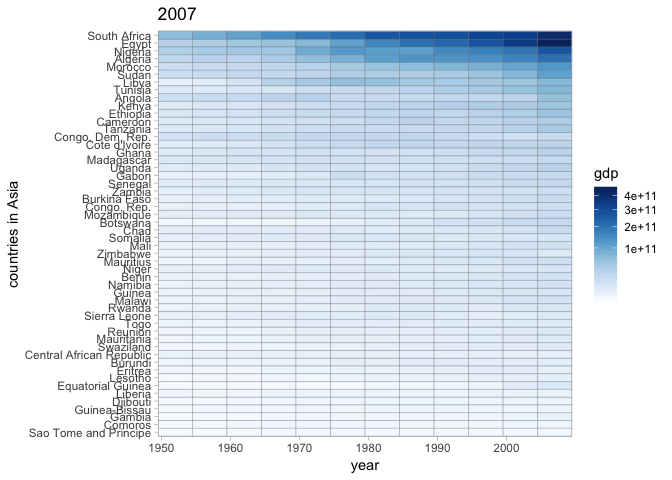 2007
countries in Asia
South Africa
Egypt
Nigeria
Algeria
Morocco
Sudan
Libya
Tunisia
Angola
Kenya
Ethiopia
Cameroon
Tanzania
Congo, Dem. Rep.
Cote d'Ivoire
Ghana
Madagascar
Uganda
Gabon
Senegal
Zambia
Burkina Faso
Congo, Rep.
Mozambique
Botswana
Chad
Somalia
Mali
Zimbabwe
Mauritius
Niger
Benin
Namibia
Guinea
Malawi
Rwanda
Sierra Leone
Togo
Reunion
Mauritania
Swaziland
Central African Republic
Burundi
Eritrea
Lesotho
Equatorial Guinea
Liberia
Djibouti
Guinea-Bissau
Gambia
Comoros
Sao Tome and Principe
1950 1960 1970 1980 1990 2000
year
gdp
4e+11
3e+11
2e+11
1e+11